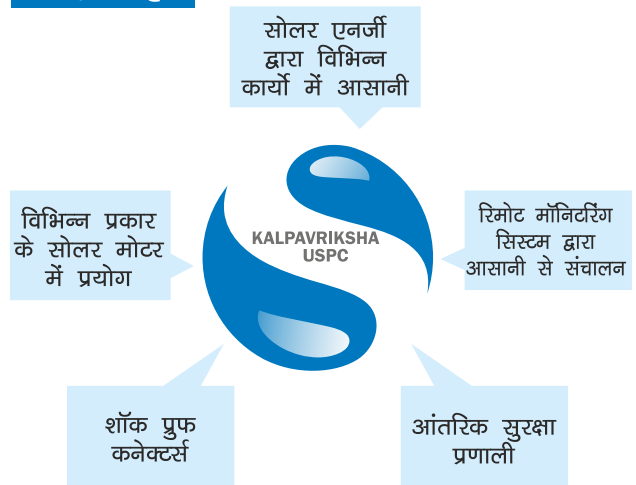 सोलर एनर्जी
द्वारा विभिन्न
कार्यो में आसानी
विभिन्न प्रकार
के सोलर मोटर
में प्रयोग
KALPAVRIKSHA
USPC
रिमोट मॉनिटरिंग
सिस्टम द्वारा
आसानी से संचालन
शॉक प्रुफ
कनेक्टर्स
आंतरिक सुरक्षा
प्रणाली